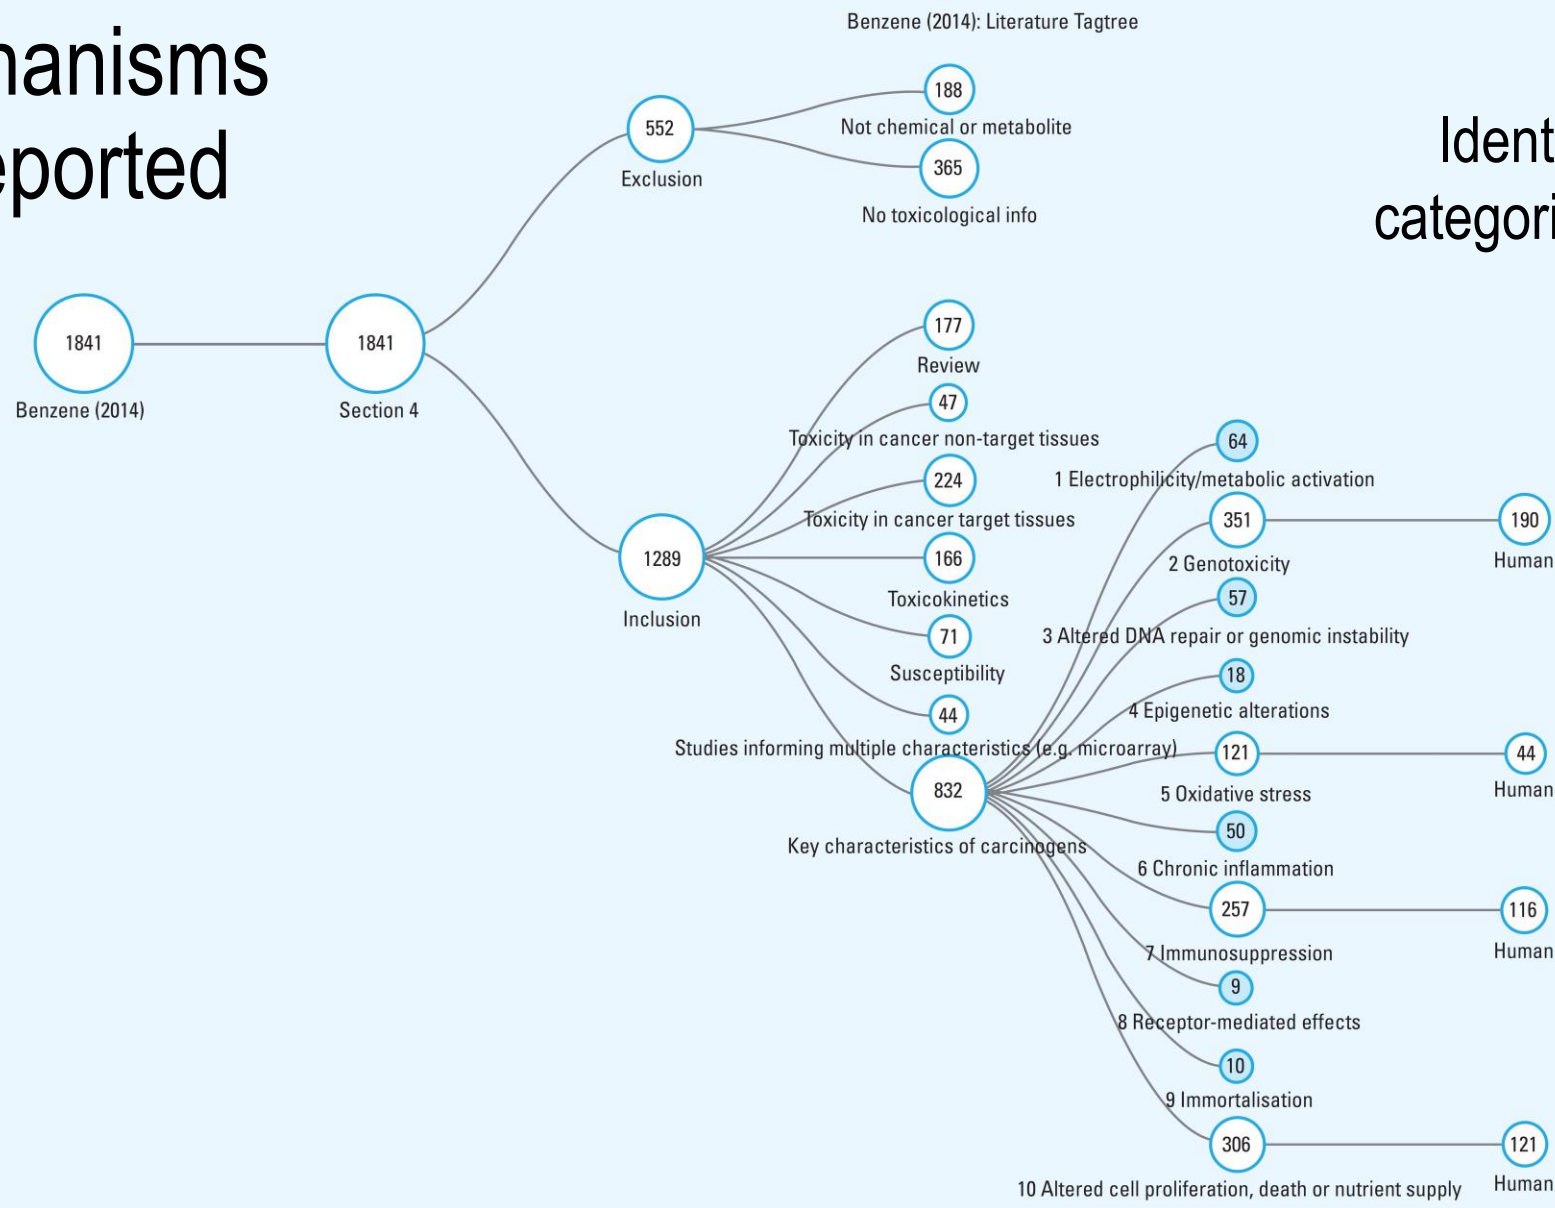 hanisms
eported
Benzene (2014): Literature Tagtree
Ident
categori
188
Not chemical or metabolite
552
Exclusion
365
No toxicological info
1841
Benzene (2014)
1841
Section 4
1289
Inclusion
177
Review
47
Toxicity in cancer non-target tissues
224
Toxicity in cancer target tissues
166
Toxicokinetics
71
Susceptibility
44
Studies informing multiple characteristics (e.g. microarray)
832
Key characteristics of carcinogens
64
1 Electrophilicity/metabolic activation
351
2 Genotoxicity
190
Human
57
3 Altered DNA repair or genomic instability
18
4 Epigenetic alterations
121
5 Oxidative stress
44
Human
50
6 Chronic inflammation
257
7 Immunosuppression
116
Human
9
8 Receptor-mediated effects
10
9 Immortalisation
306
10 Altered cell proliferation, death or nutrient supply
121
Human